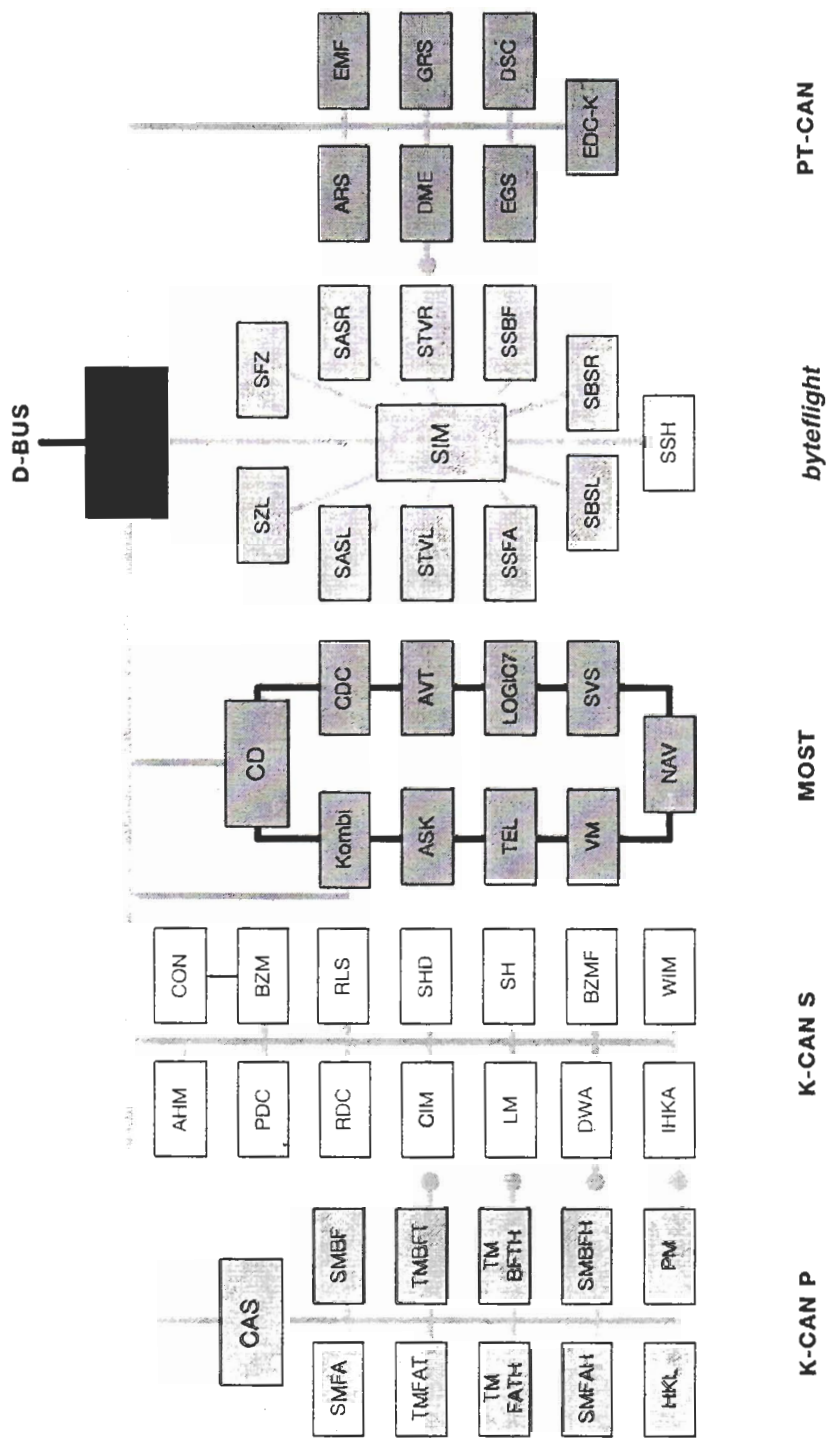 D-BUS
CAS
SMFA
SMBF
TMFAT
TMBFT
TM
FATH
TM
BFTH
SMFAH
SMBFH
HKL
PM
K-CAN P
AHM
CON
PDC
BZM
RDC
RLS
CIM
SHD
LM
SH
DWA
BZMF
IHKA
WIM
K-CAN S
CD
Kombi
CDC
ASK
AVT
TEL
LOGIC7
VM
SVS
NAV
MOST
SZL
SFZ
SASL
SASR
SIM
STVL
STVR
SSFA
SSBF
SBSL
SBSR
SSH
byteflight
ARS
EMF
DME
GRS
EGS
DSC
EDC-K
PT-CAN